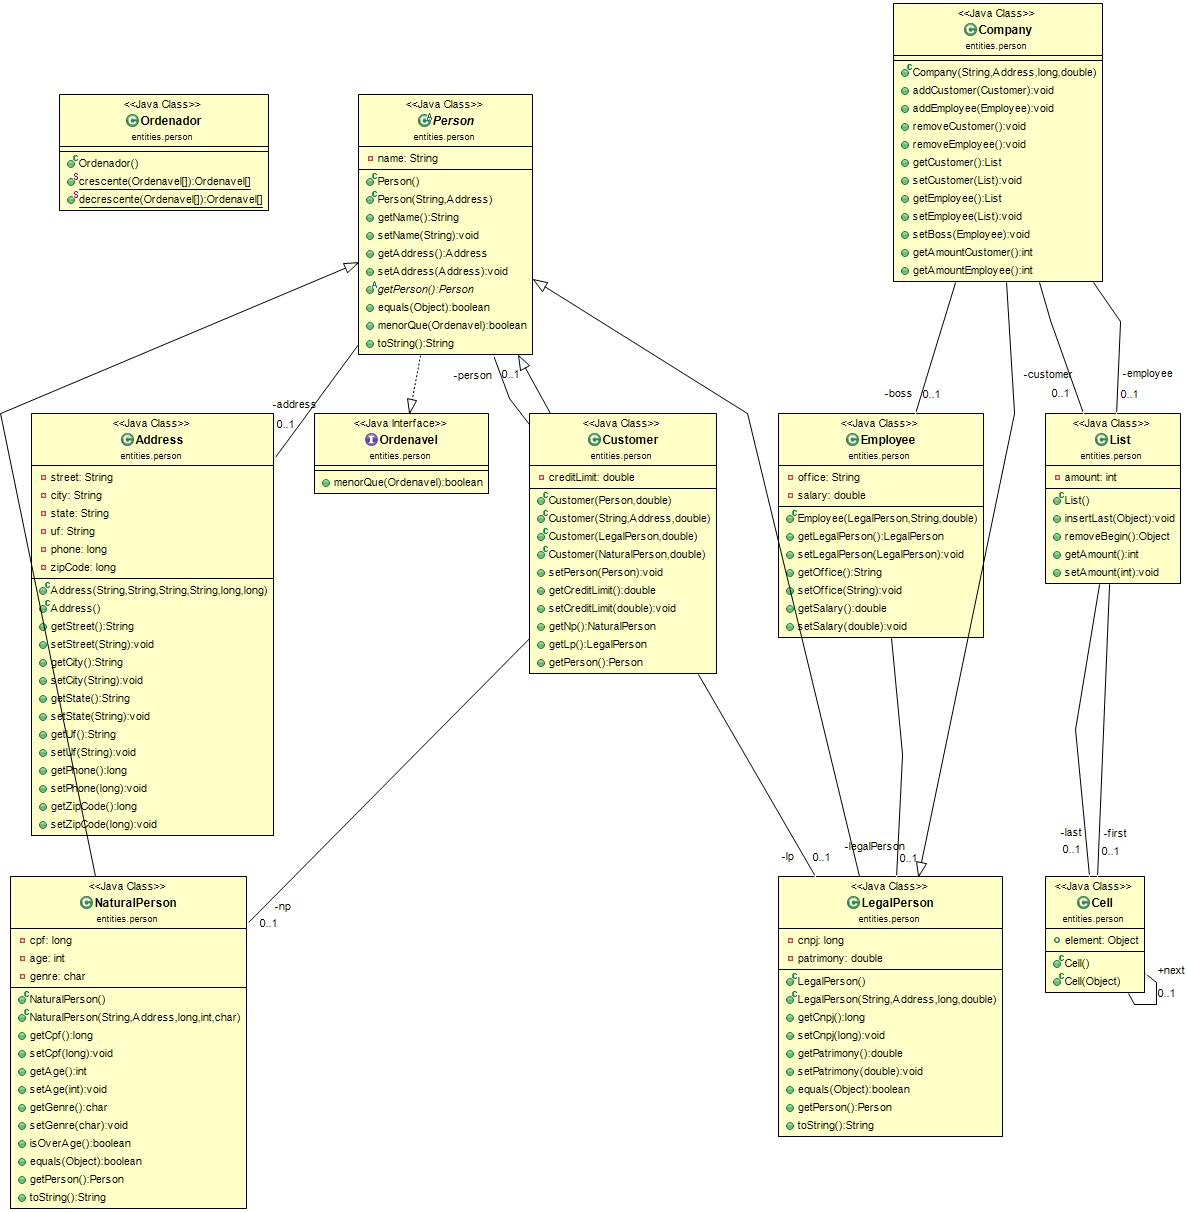 <<Java Class>>
Company
entities.person
Company(String,Address,long,double)
addCustomer(Customer):void
addEmployee(Employee):void
removeCustomer():void
removeEmployee():void
getCustomer():List
setCustomer(List):void
getEmployee():List
setEmployee(List):void
setBoss(Employee):void
getAmountCustomer():int
getAmountEmployee():int
<<Java Class>>
Ordenador
entities.person
Ordenador()
crescente(Ordenavel[]):Ordenavel[]
decrescente(Ordenavel[]):Ordenavel[]
<<Java Class>>
Person
entities.person
name: String
Person()
Person(String,Address)
getName():String
setName(String):void
getAddress():Address
setAddress(Address):void
getPerson():Person
equals(Object):boolean
menorQue(Ordenavel):boolean
toString():String
-address
0..1
-person
0..1
-boss
0..1
-customer
0..1
-employee
0..1
<<Java Class>>
Address
entities.person
street: String
city: String
state: String
uf: String
phone: long
zipCode: long
Address(String,String,String,String,long,long)
Address()
getStreet():String
setStreet(String):void
getCity():String
setCity(String):void
getState():String
setState(String):void
getUf():String
setUf(String):void
getPhone():long
setPhone(long):void
getZipCode():long
setZipCode(long):void
<<Java Interface>>
Ordenavel
entities.person
menorQue(Ordenavel):boolean
<<Java Class>>
Customer
entities.person
creditLimit: double
Customer(Person,double)
Customer(String,Address,double)
Customer(LegalPerson,double)
Customer(NaturalPerson,double)
setPerson(Person):void
getCreditLimit():double
setCreditLimit(double):void
getNp():NaturalPerson
getLp():LegalPerson
getPerson():Person
<<Java Class>>
Employee
entities.person
office: String
salary: double
Employee(LegalPerson,String,double)
getLegalPerson():LegalPerson
setLegalPerson(LegalPerson):void
getOffice():String
setOffice(String):void
getSalary():double
setSalary(double):void
<<Java Class>>
List
entities.person
amount: int
List()
insertLast(Object):void
removeBegin():Object
getAmount():int
setAmount(int):void
-np
0..1
-lp
0..1
-legalPerson
0..1
-last
0..1
-first
0..1
<<Java Class>>
NaturalPerson
entities.person
cpf: long
age: int
genre: char
NaturalPerson()
NaturalPerson(String,Address,long,int,char)
getCpf():long
setCpf(long):void
getAge():int
setAge(int):void
getGenre():char
setGenre(char):void
isOverAge():boolean
equals(Object):boolean
getPerson():Person
toString():String
<<Java Class>>
LegalPerson
entities.person
cnpj: long
patrimony: double
LegalPerson()
LegalPerson(String,Address,long,double)
getCnpj():long
setCnpj(long):void
getPatrimony():double
setPatrimony(double):void
equals(Object):boolean
getPerson():Person
toString():String
<<Java Class>>
Cell
entities.person
element: Object
Cell()
Cell(Object)
+next
0..1